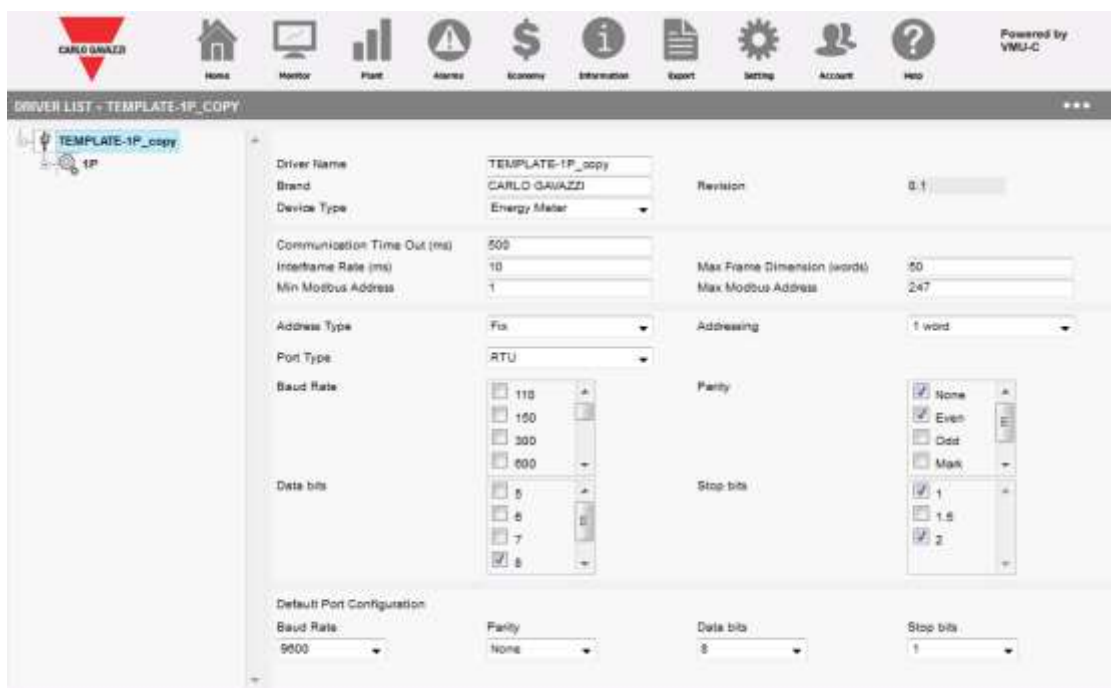 CARLO GAVAZZI
Home
Monitor
Plant
Alarms
Economy
Information
Export
Setting
Account
Help
Powered by
VMU-C
DRIVER LIST - TEMPLATE-1P_COPY
TEMPLATE-1P_copy
1P
Driver Name TEMPLATE-1P_copy
Brand CARLO GAVAZZI Revision 0.1
Device Type Energy Meter
Communication Time Out (ms) 500
Interframe Rate (ms) 10 Max Frame Dimension (words) 50
Min Modbus Address 1 Max Modbus Address 247
Address Type Fix Addressing 1 word
Port Type RTU
Baud Rate 110 Parity None
150 Even
300 Odd
600 Mark
Data bits 5 Stop bits 1
6 1.5
7 2
8
Default Port Configuration
Baud Rate Parity Data bits Stop bits
9600 None 8 1